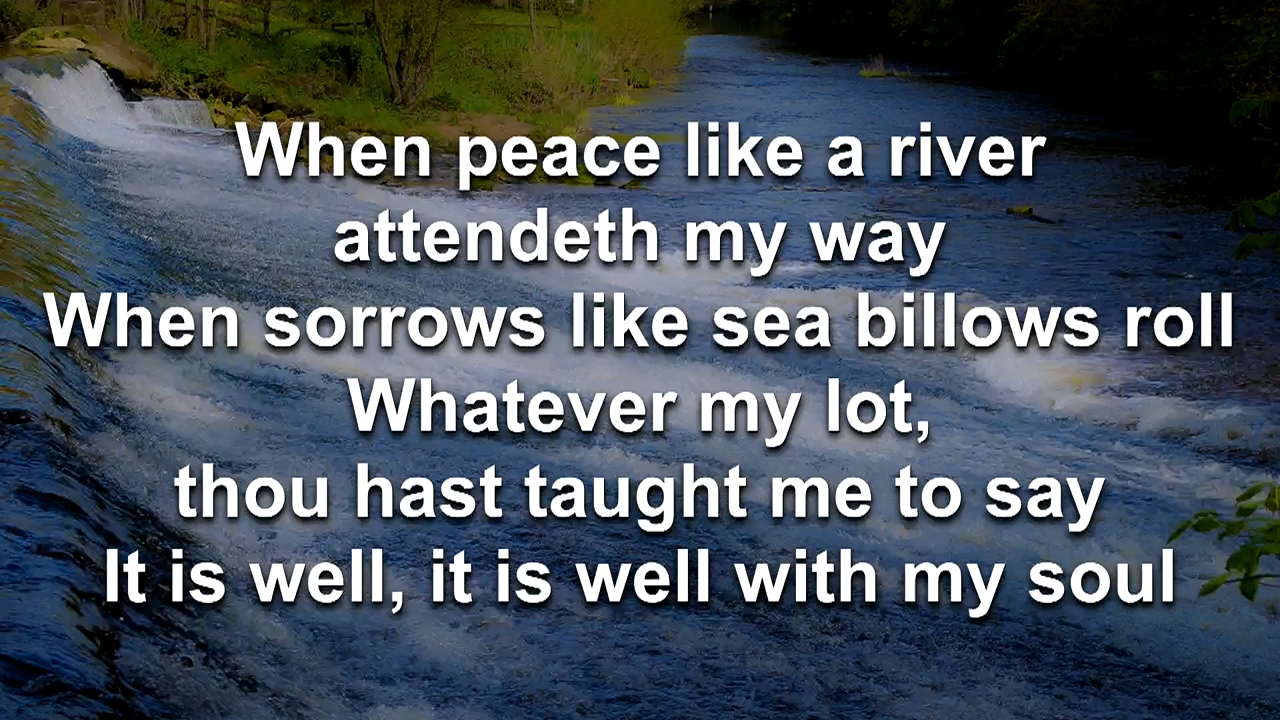 When peace like a river
attendeth my way
When sorrows like sea billows roll
Whatever my lot,
thou hast taught me to say
It is well, it is well with my soul